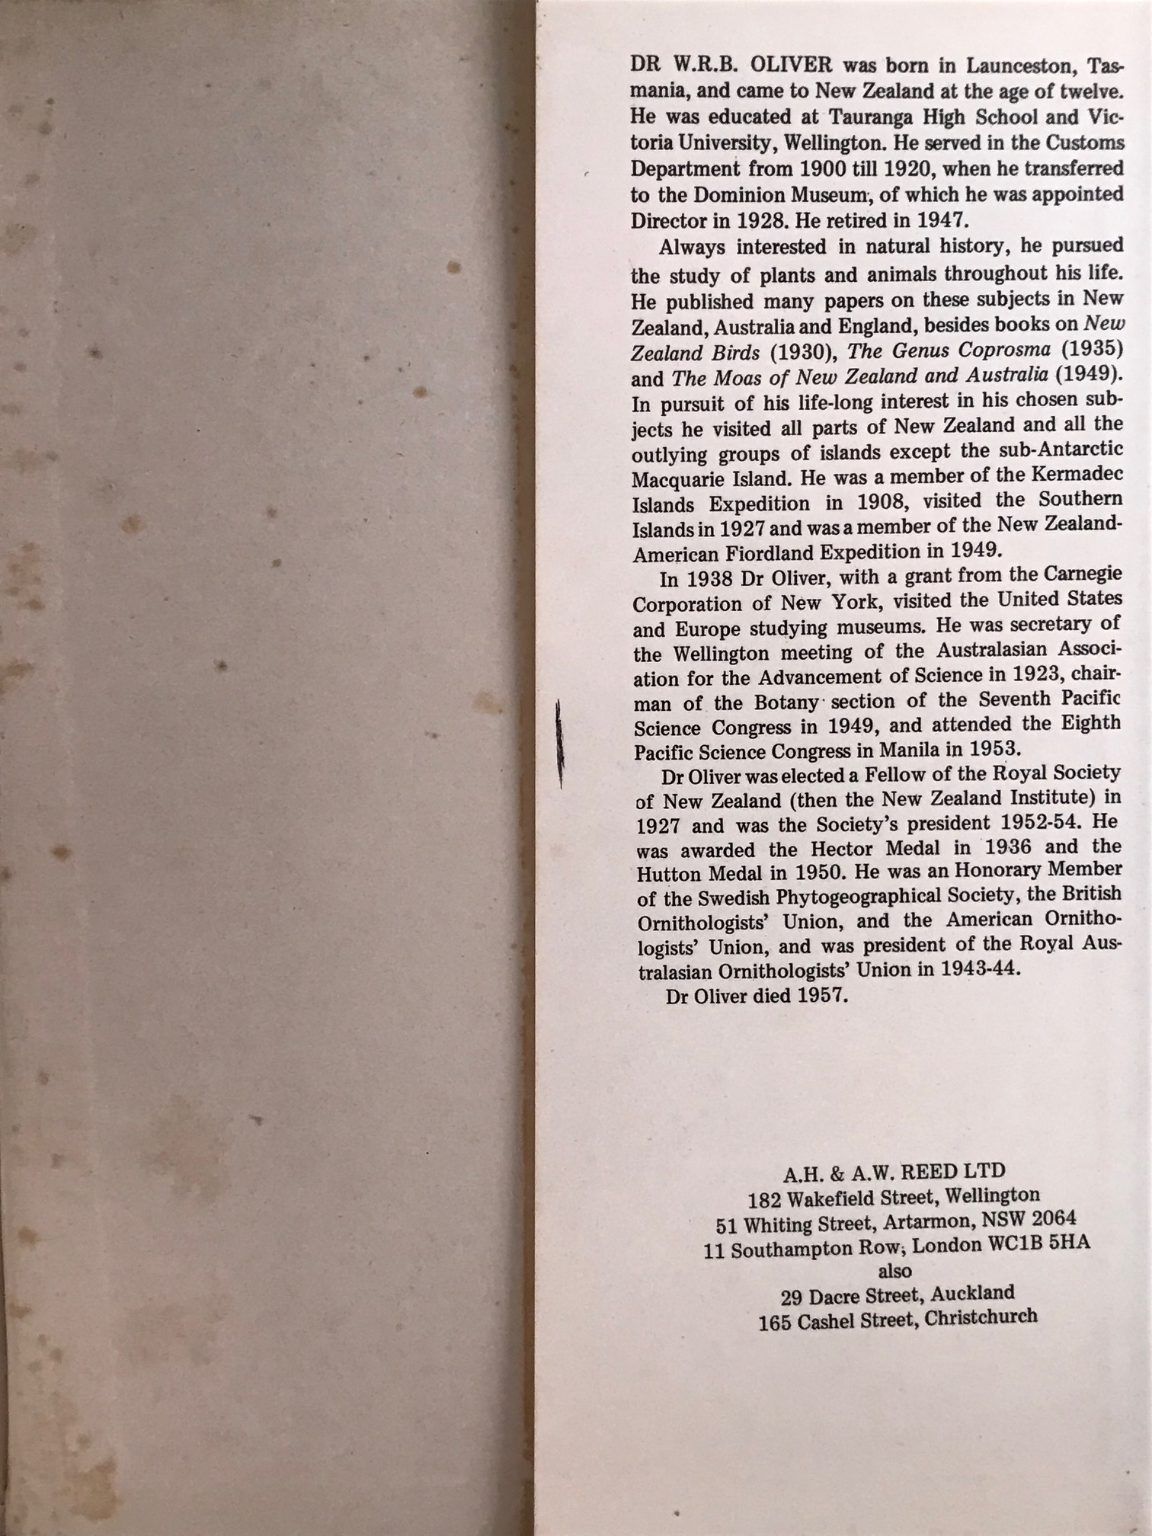 DR W.R.B. OLIVER was born in Launceston, Tas-
mania, and came to New Zealand at the age of twelve.
He was educated at Tauranga High School and Vic-
toria University, Wellington. He served in the Customs
Department from 1900 till 1920, when he transferred
to the Dominion Museum, of which he was appointed
Director in 1928. He retired in 1947.
Always interested in natural history, he pursued
the study of plants and animals throughout his life.
He published many papers on these subjects in New
Zealand, Australia and England, besides books on New
Zealand Birds (1930), The Genus Coprosma (1935)
and The Moas of New Zealand and Australia (1949).
In pursuit of his life-long interest in his chosen sub-
jects he visited all parts of New Zealand and all the
outlying groups of islands except the sub-Antarctic
Macquarie Island. He was a member of the Kermadec
Islands Expedition in 1908, visited the Southern
Islands in 1927 and was a member of the New Zealand-
American Fiordland Expedition in 1949.
In 1938 Dr Oliver, with a grant from the Carnegie
Corporation of New York, visited the United States
and Europe studying museums. He was secretary of
the Wellington meeting of the Australasian Associ-
ation for the Advancement of Science in 1923, chair-
man of the Botany section of the Seventh Pacific
Science Congress in 1949, and attended the Eighth
Pacific Science Congress in Manila in 1953.
Dr Oliver was elected a Fellow of the Royal Society
of New Zealand (then the New Zealand Institute) in
1927 and was the Society's president 1952-54. He
was awarded the Hector Medal in 1936 and the
Hutton Medal in 1950. He was an Honorary Member
of the Swedish Phytogeographical Society, the British
Ornithologists' Union, and the American Ornitho-
logists' Union, and was president of the Royal Aus-
tralasian Ornithologists' Union in 1943-44.
Dr Oliver died 1957.
A.H. & A.W. REED LTD
182 Wakefield Street, Wellington
51 Whiting Street, Artarmon, NSW 2064
11 Southampton Row, London WC1B 5HA
also
29 Dacre Street, Auckland
165 Cashel Street, Christchurch